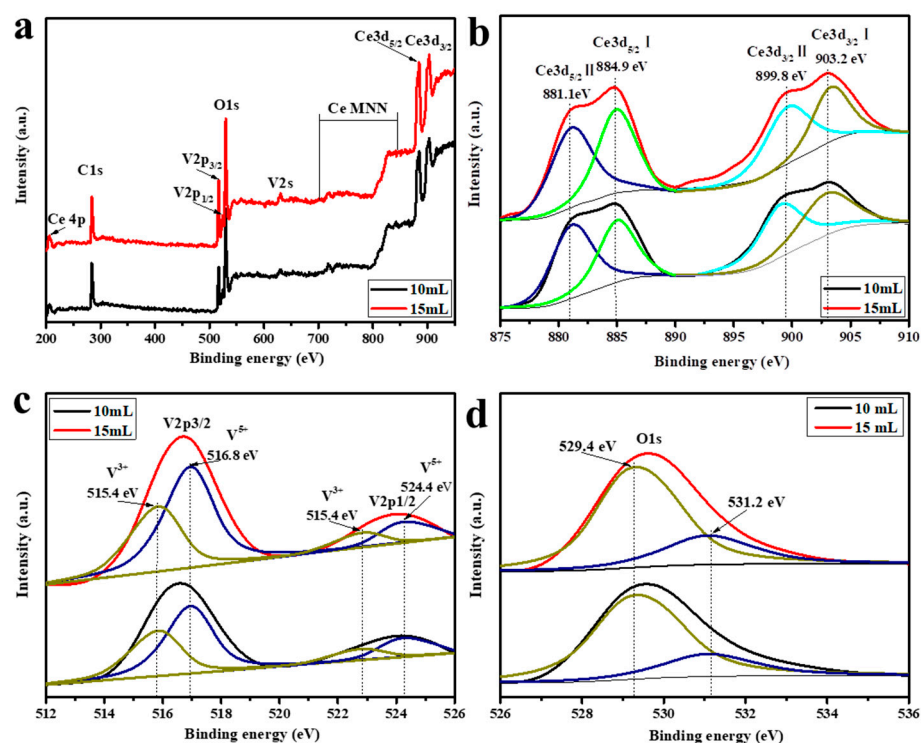 a
Ce3d5/2 Ce3d3/2
O1s
Ce MNN
V2p3/2
C1s
V2p1/2
V2s
Ce 4p
10mL
15mL
Intensity (a.u.)
200 300 400 500 600 700 800 900
Binding energy (eV)
b
Ce3d5/2 I
884.9 eV
Ce3d5/2 II
881.1eV
Ce3d3/2 I
903.2 eV
Ce3d3/2 II
899.8 eV
10mL
15mL
Intensity (a.u.)
875 880 885 890 895 900 905 910
Binding energy (eV)
c
10mL
15mL
V2p3/2
V5+
516.8 eV
V3+
515.4 eV
V3+
515.4 eV
V5+
524.4 eV
V2p1/2
Intensity (a.u.)
512 514 516 518 520 522 524 526
Binding energy (eV)
d
10 mL
15 mL
O1s
529.4 eV
531.2 eV
Intensity (a.u.)
526 528 530 532 534 536
Binding energy (eV)